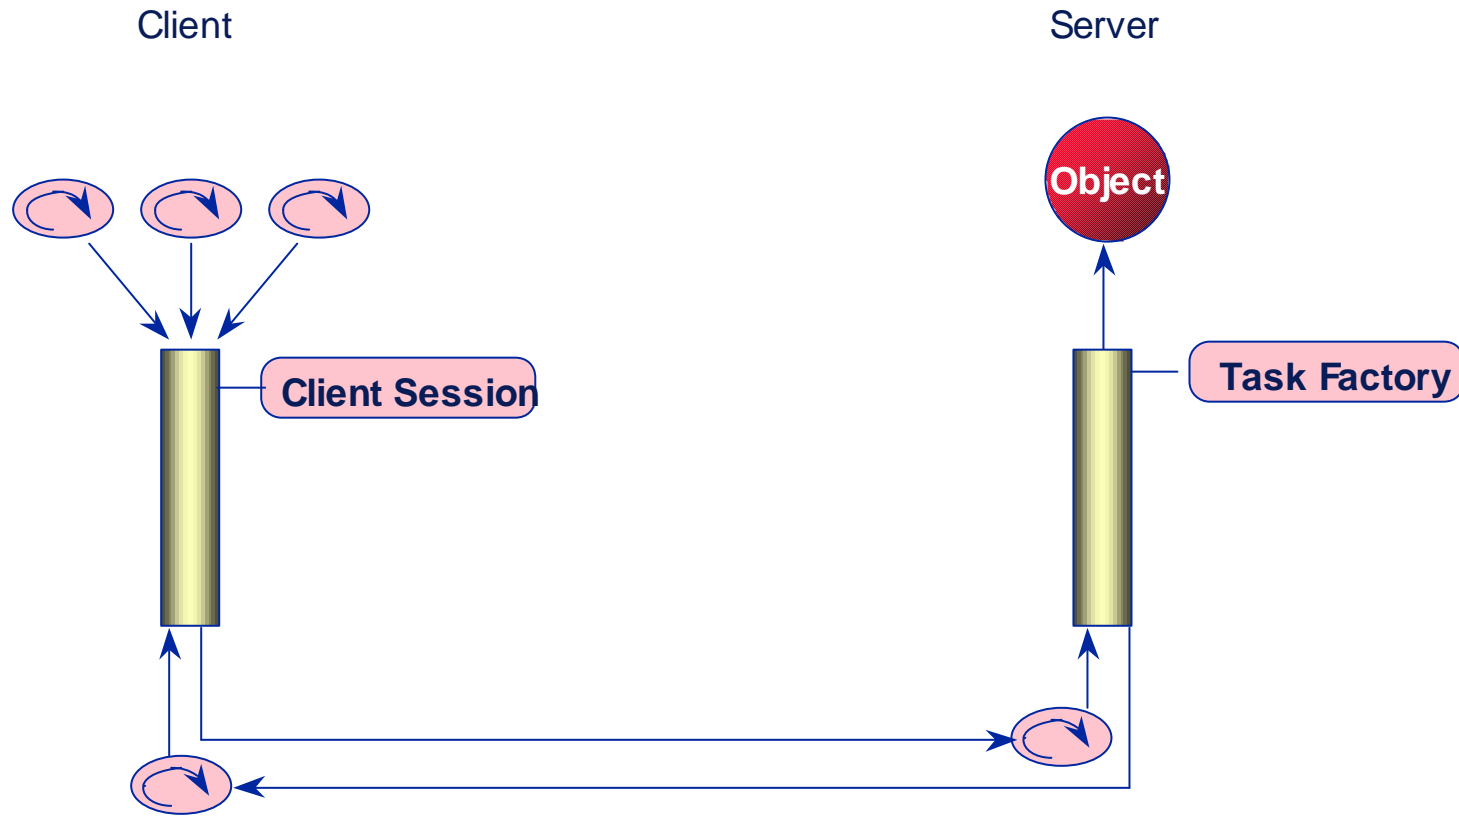 Client
Server
Object
Client Session
Task Factory